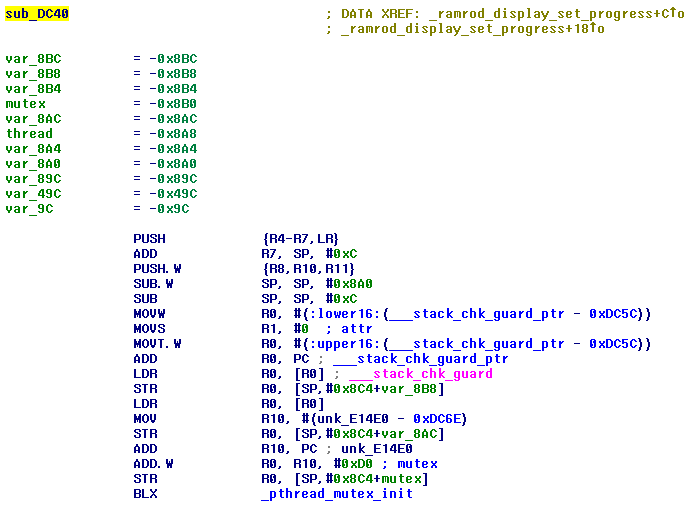 sub_DC40 ; DATA XREF: _ramrod_display_set_progress+C↑o
; _ramrod_display_set_progress+18↑o
var_8BC = -0x8BC
var_8B8 = -0x8B8
var_8B4 = -0x8B4
mutex = -0x8B0
var_8AC = -0x8AC
thread = -0x8A8
var_8A4 = -0x8A4
var_8A0 = -0x8A0
var_89C = -0x89C
var_49C = -0x49C
var_9C = -0x9C
PUSH {R4-R7,LR}
ADD R7, SP, #0xC
PUSH.W {R8,R10,R11}
SUB.W SP, SP, #0x8A0
SUB SP, SP, #0xC
MOVW R0, #(:lower16:(___stack_chk_guard_ptr - 0xDC5C))
MOVS R1, #0 ; attr
MOVT.W R0, #(:upper16:(___stack_chk_guard_ptr - 0xDC5C))
ADD R0, PC ; ___stack_chk_guard_ptr
LDR R0, [R0] ; ___stack_chk_guard
STR R0, [SP,#0x8C4+var_8B8]
LDR R0, [R0]
MOV R10, #(unk_E14E0 - 0xDC6E)
STR R0, [SP,#0x8C4+var_8AC]
ADD R10, PC ; unk_E14E0
ADD.W R0, R10, #0xD0 ; mutex
STR R0, [SP,#0x8C4+mutex]
BLX _pthread_mutex_init